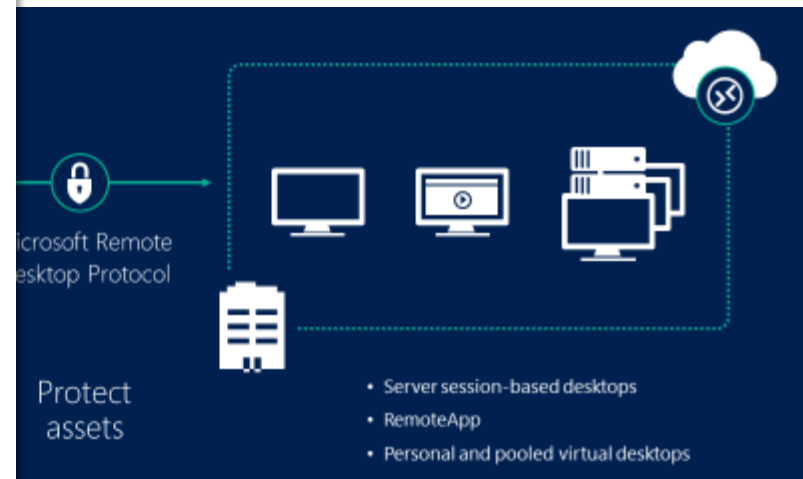 icrosoft Remote
esktop Protocol
Protect
assets
• Server session-based desktops
• RemoteApp
• Personal and pooled virtual desktops